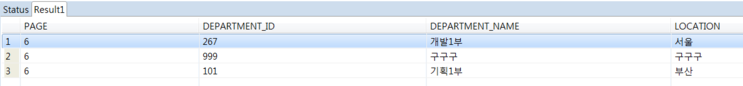 Status Result1
PAGE DEPARTMENT_ID DEPARTMENT_NAME LOCATION
1 6 267 개발1부 서울
2 6 999 구구구 구구구
3 6 101 기획1부 부산